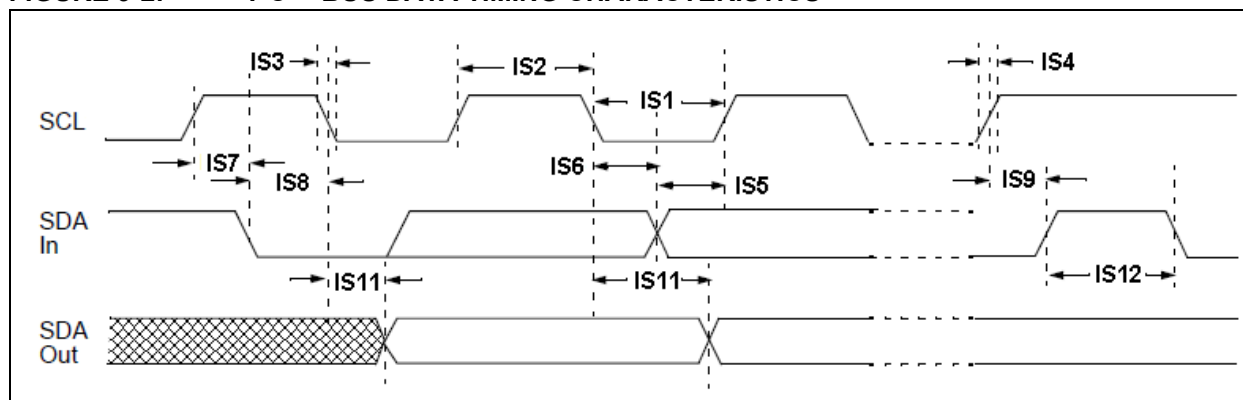 IS3
IS2
IS4
IS1
SCL
IS7
IS6
IS8
IS5
IS9
SDA
In
IS11
IS11
IS12
SDA
Out